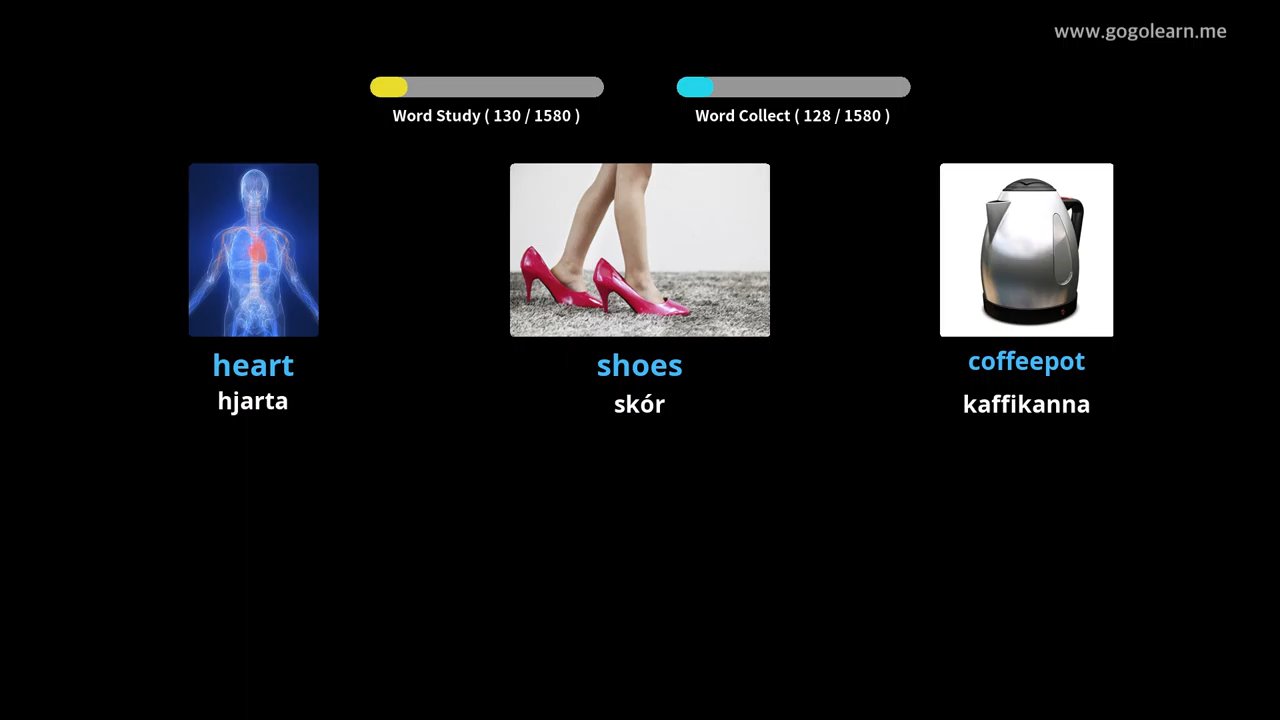 www.gogolearn.me
Word Study ( 130 / 1580 )
Word Collect ( 128 / 1580 )
heart
hjarta
shoes
skór
coffeepot
kaffikanna